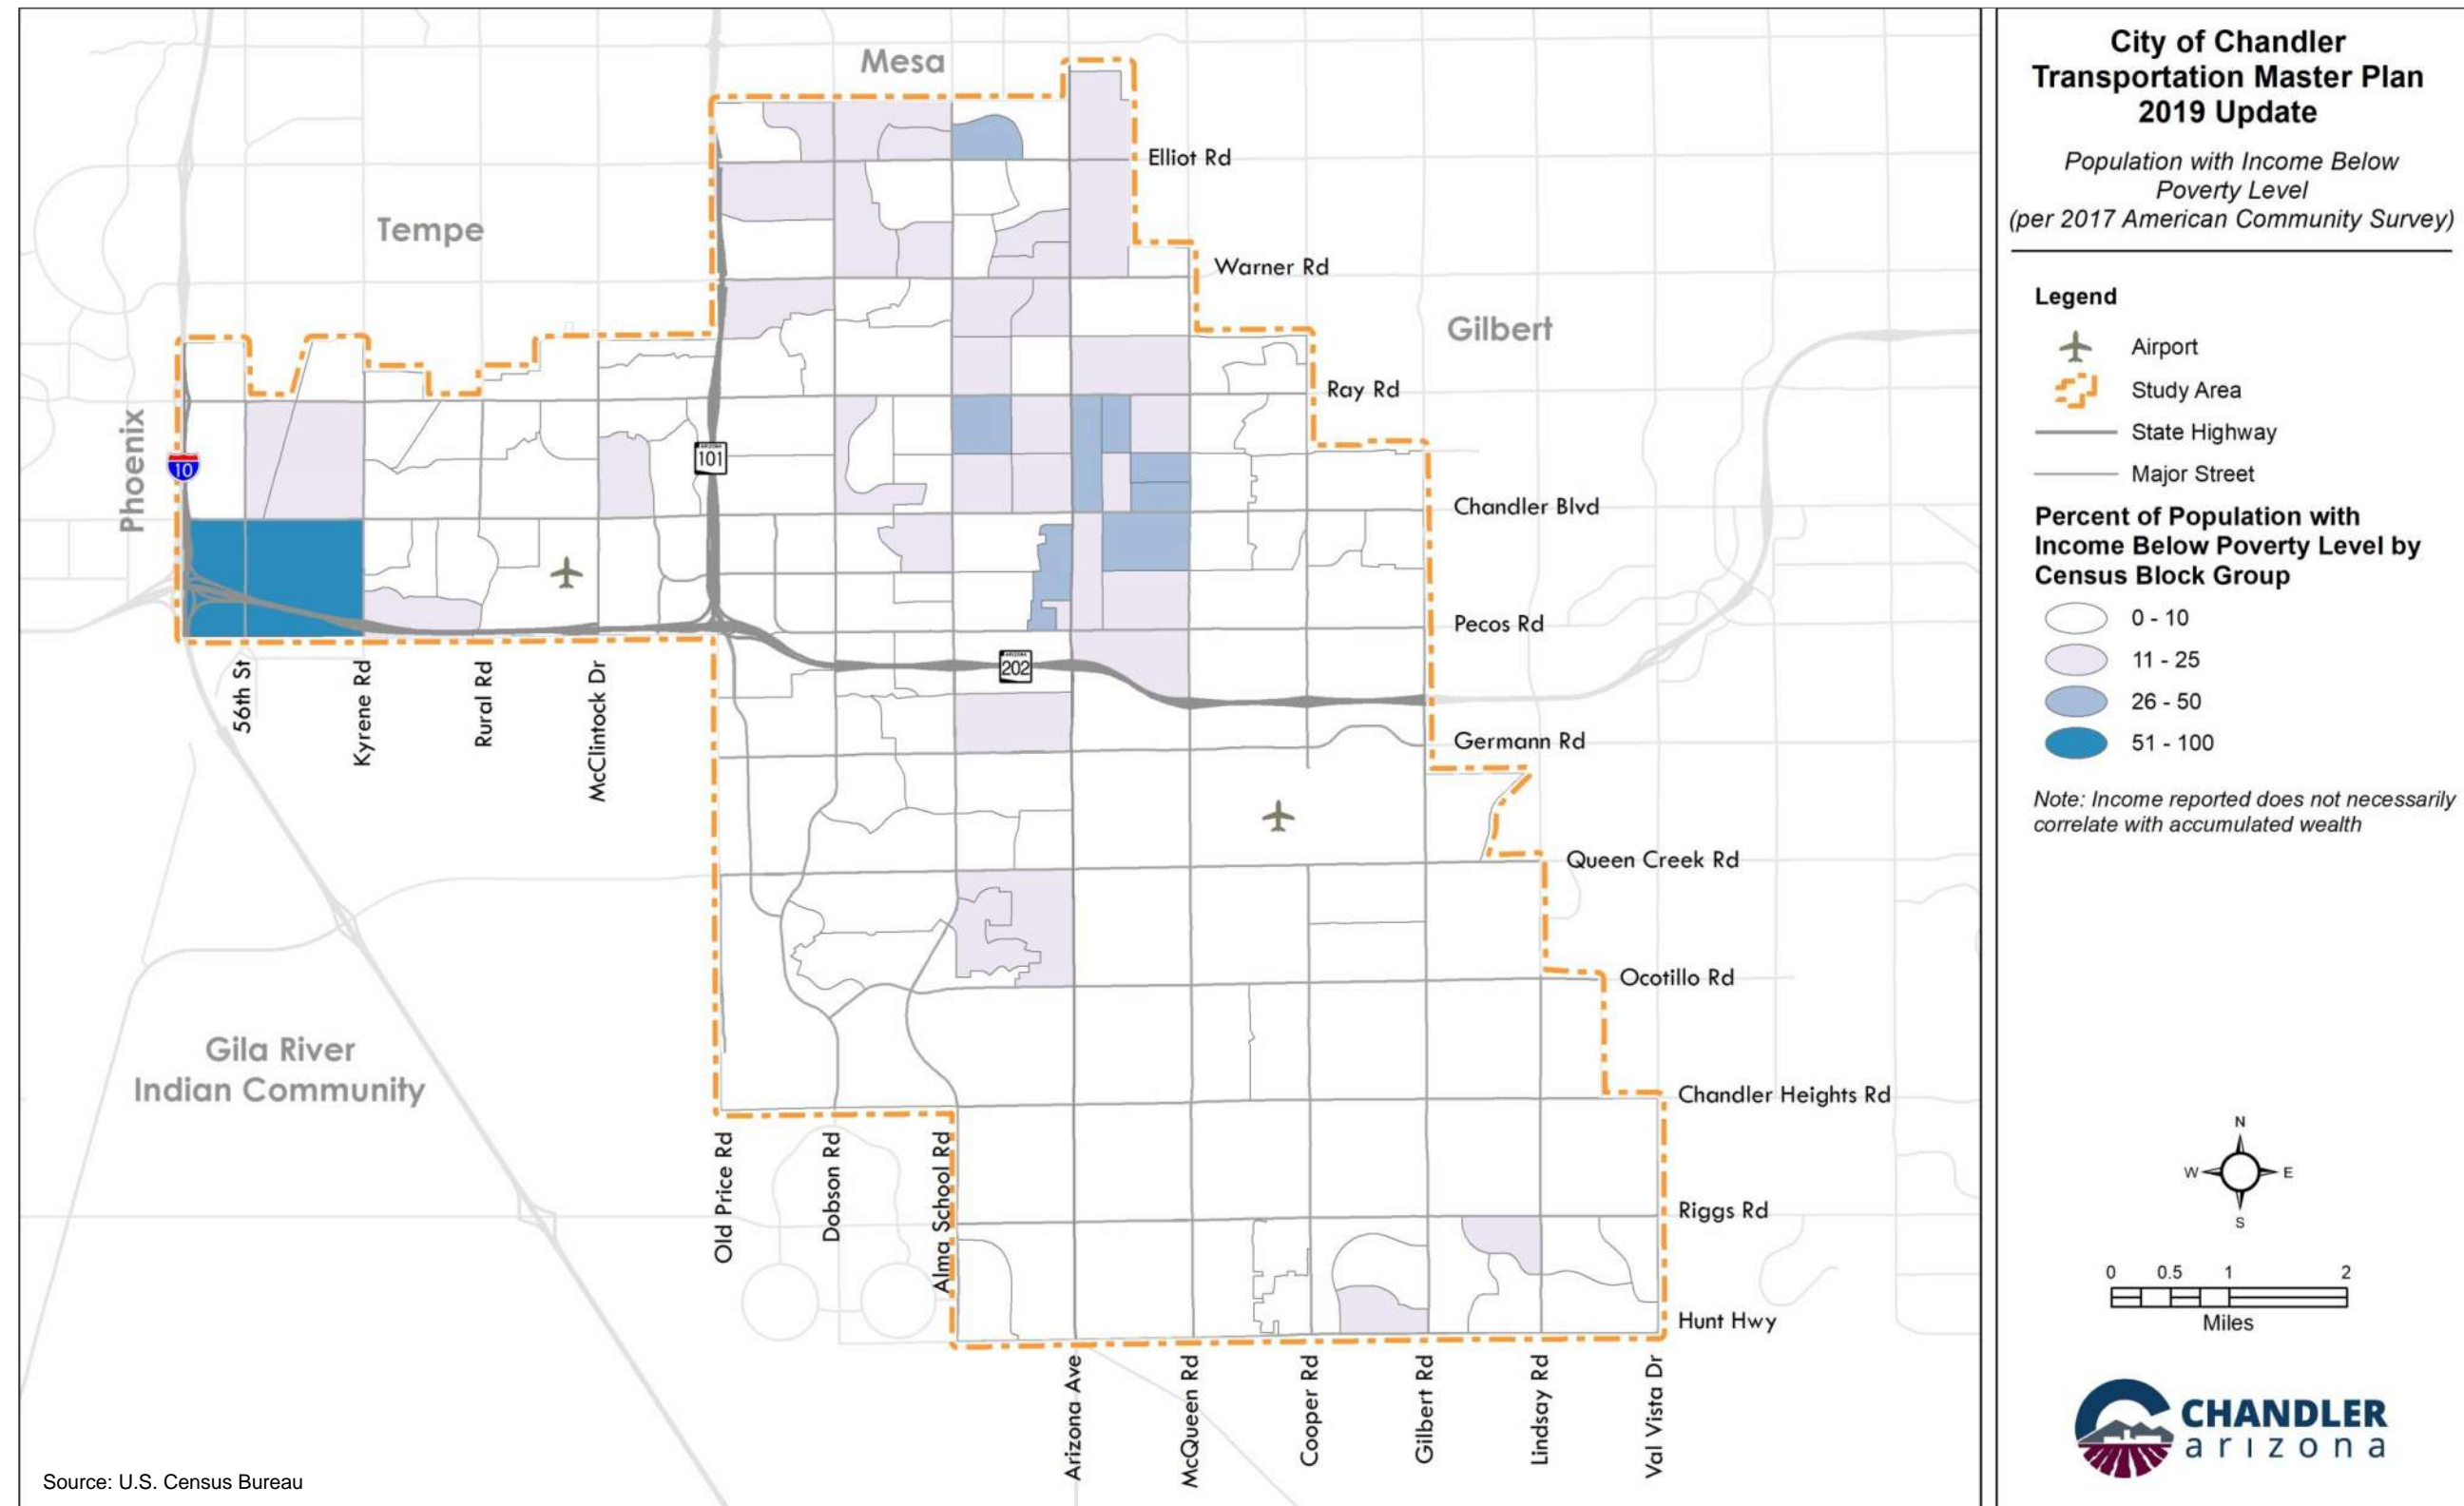 Mesa
Tempe
Gilbert
Phoenix
Gila River
Indian Community
Elliot Rd
Warner Rd
Ray Rd
Chandler Blvd
Pecos Rd
Germann Rd
Queen Creek Rd
Ocotillo Rd
Chandler Heights Rd
Riggs Rd
Hunt Hwy
10
ARIZONA
101
ARIZONA
202
56th St
Kyrene Rd
Rural Rd
McClintock Dr
Old Price Rd
Dobson Rd
Alma School Rd
Arizona Ave
McQueen Rd
Cooper Rd
Gilbert Rd
Lindsay Rd
Val Vista Dr
Source: U.S. Census Bureau
City of Chandler
Transportation Master Plan
2019 Update
Population with Income Below
Poverty Level
(per 2017 American Community Survey)
Legend
Airport
Study Area
State Highway
Major Street
Percent of Population with
Income Below Poverty Level by
Census Block Group
0 - 10
11 - 25
26 - 50
51 - 100
Note: Income reported does not necessarily
correlate with accumulated wealth
N
W E
S
0 0.5 1 2
Miles
CHANDLER
arizona